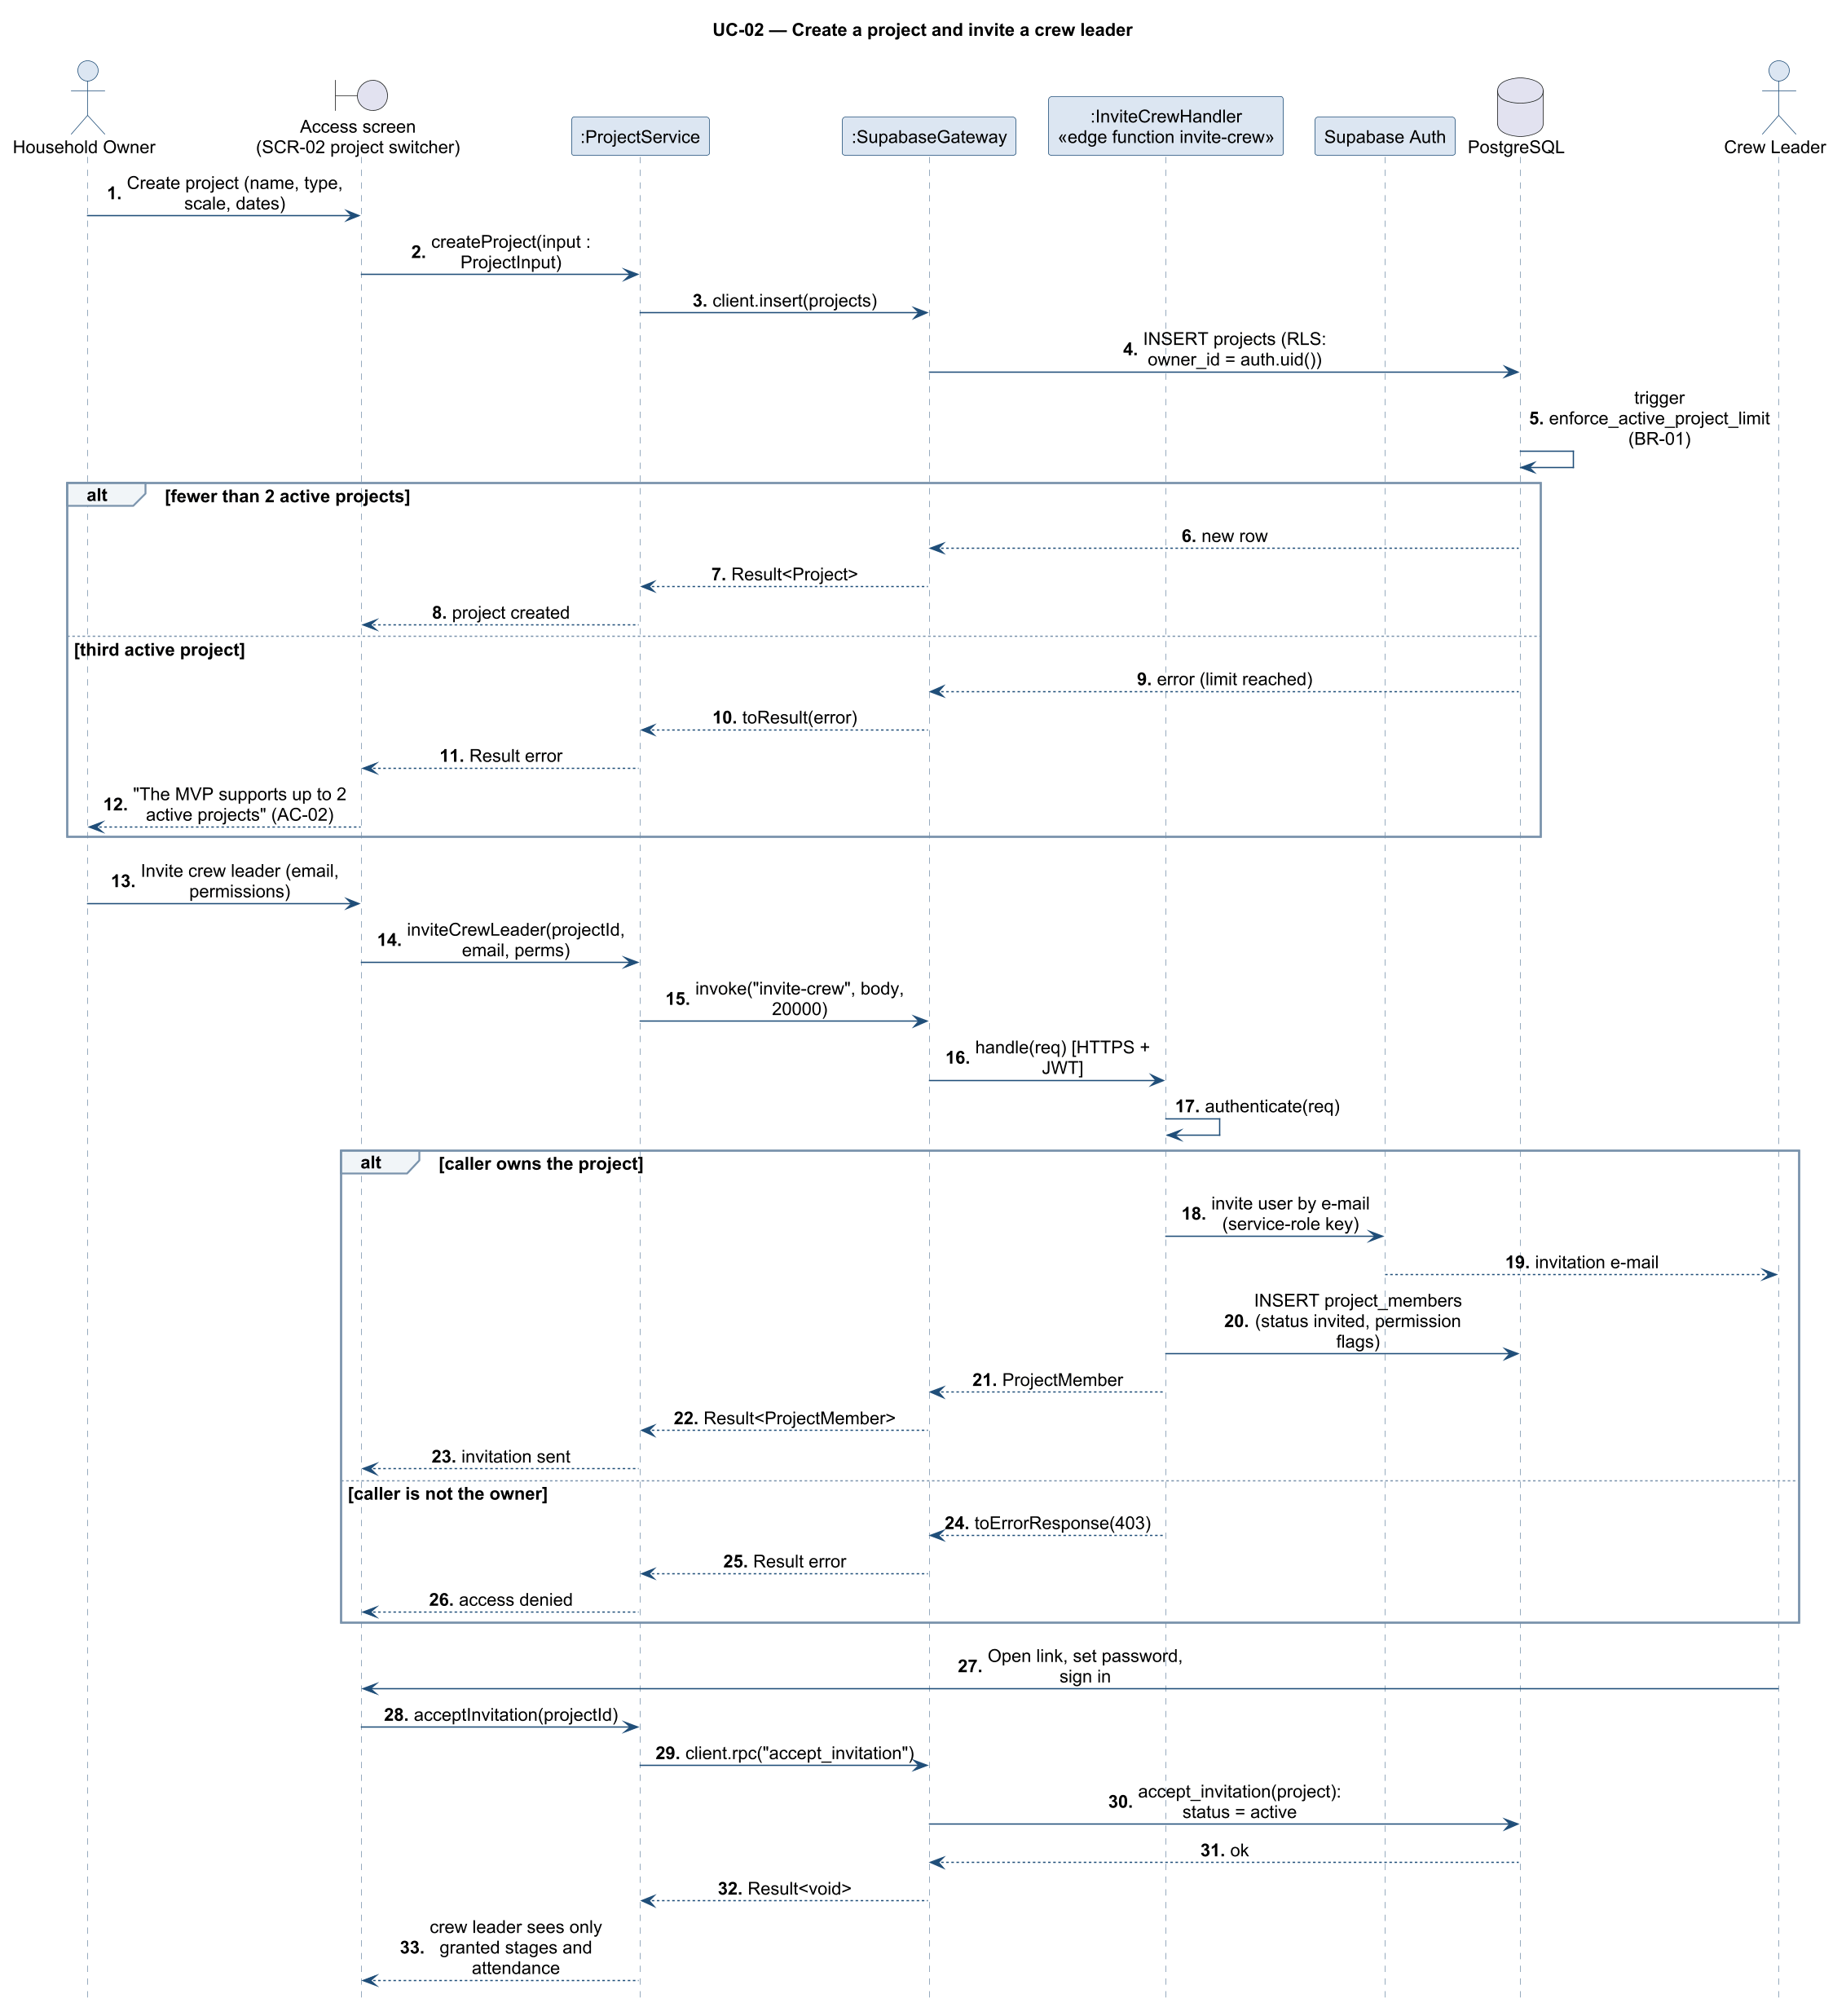 UC-02 — Create a project and invite a crew leader
Household Owner
Access screen
(SCR-02 project switcher)
:ProjectService
:SupabaseGateway
:InviteCrewHandler
«edge function invite-crew»
Supabase Auth
PostgreSQL
Crew Leader
1. Create project (name, type,
scale, dates)
2. createProject(input :
ProjectInput)
3. client.insert(projects)
4. INSERT projects (RLS:
owner_id = auth.uid())
trigger
5. enforce_active_project_limit
(BR-01)
alt [fewer than 2 active projects]
6. new row
7. Result<Project>
8. project created
[third active project]
9. error (limit reached)
10. toResult(error)
11. Result error
12. "The MVP supports up to 2
active projects" (AC-02)
13. Invite crew leader (email,
permissions)
14. inviteCrewLeader(projectId,
email, perms)
15. invoke("invite-crew", body,
20000)
16. handle(req) [HTTPS +
JWT]
17. authenticate(req)
alt [caller owns the project]
18. invite user by e-mail
(service-role key)
19. invitation e-mail
INSERT project_members
20. (status invited, permission
flags)
21. ProjectMember
22. Result<ProjectMember>
23. invitation sent
[caller is not the owner]
24. toErrorResponse(403)
25. Result error
26. access denied
27. Open link, set password,
sign in
28. acceptInvitation(projectId)
29. client.rpc("accept_invitation")
30. accept_invitation(project):
status = active
31. ok
32. Result<void>
crew leader sees only
33. granted stages and
attendance